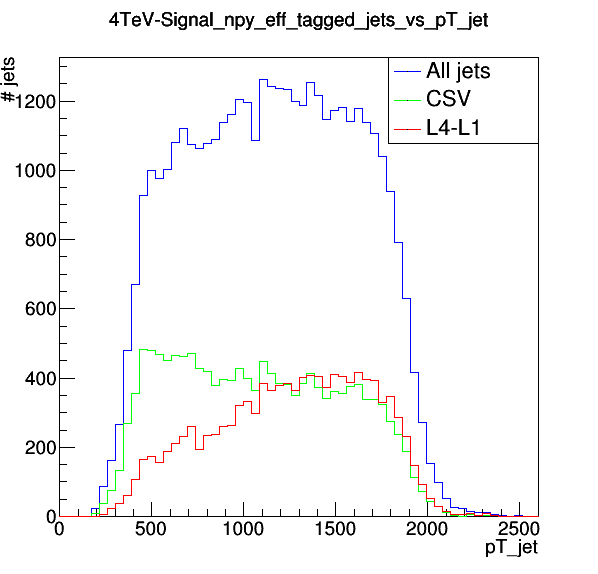 4TeV-Signal_npy_eff_tagged_jets_vs_pT_jet
# jets
All jets
CSV
L4-L1
1200
1000
800
600
400
200
0
0 500 1000 1500 2000 2500
pT_jet